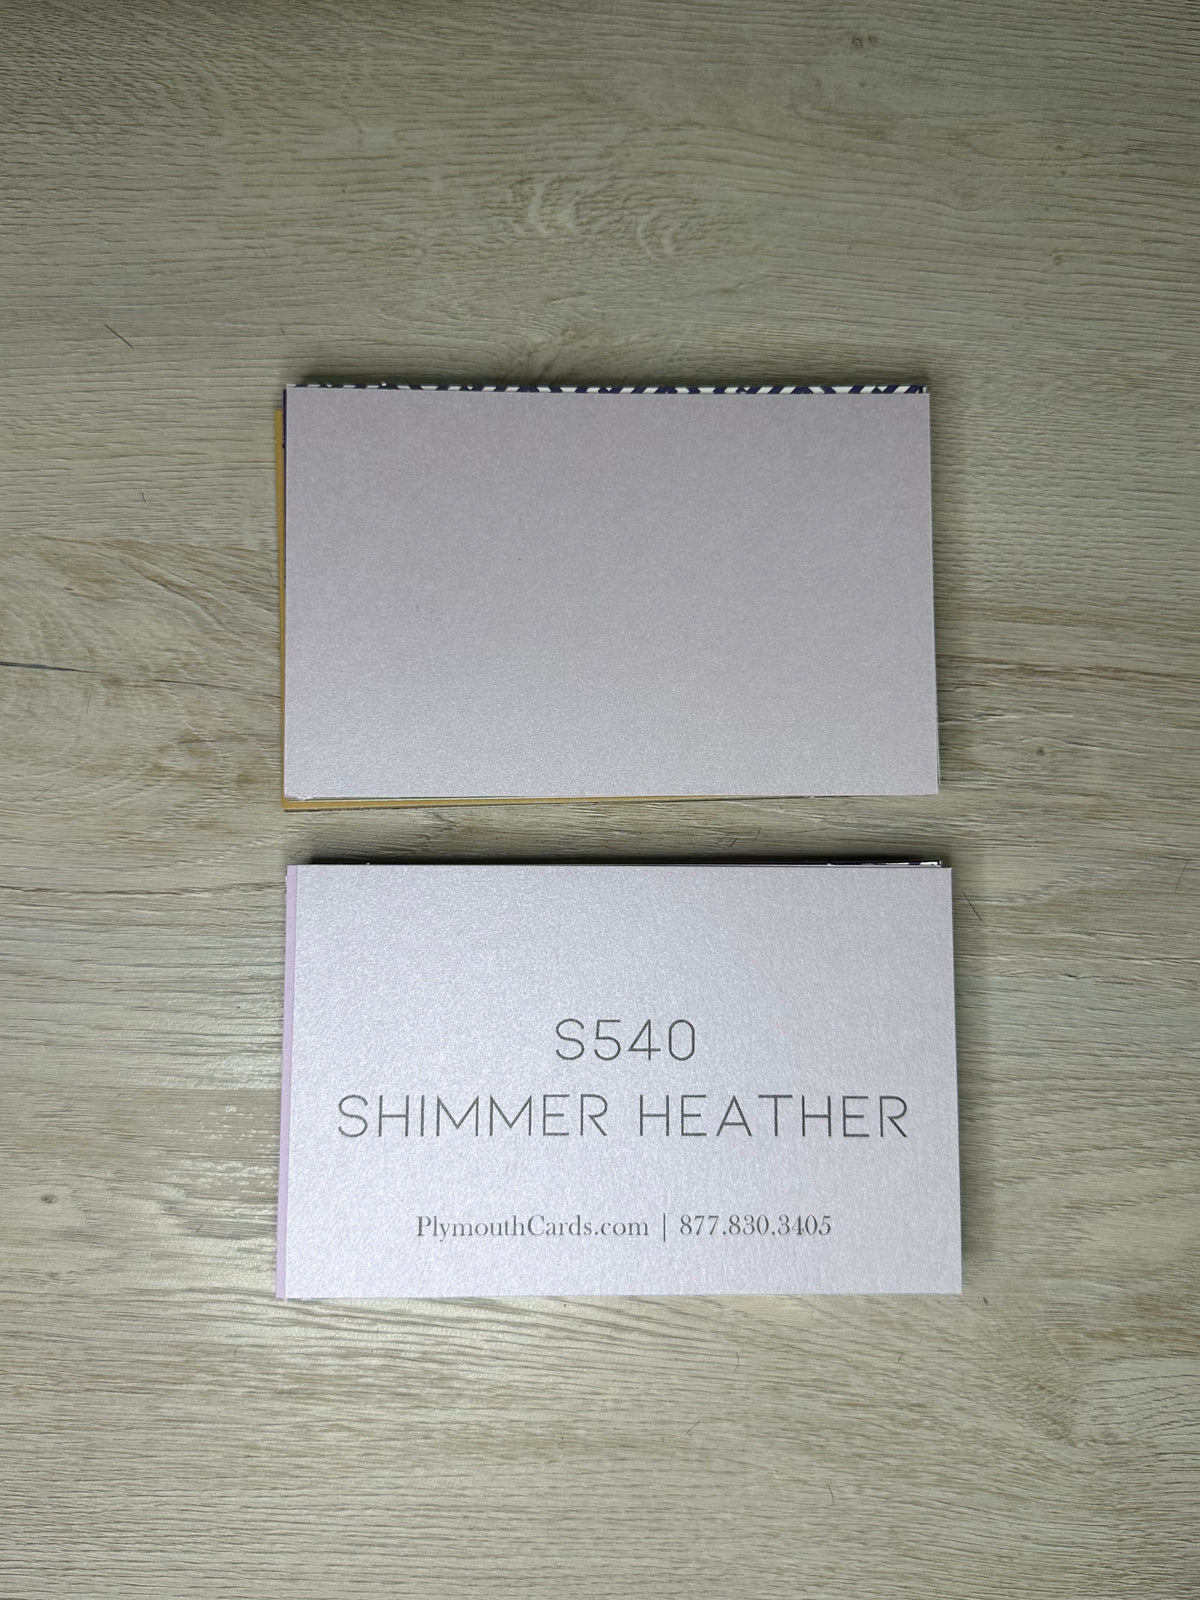 S540
SHIMMER HEATHER
PlymouthCards.com | 877.830.3405